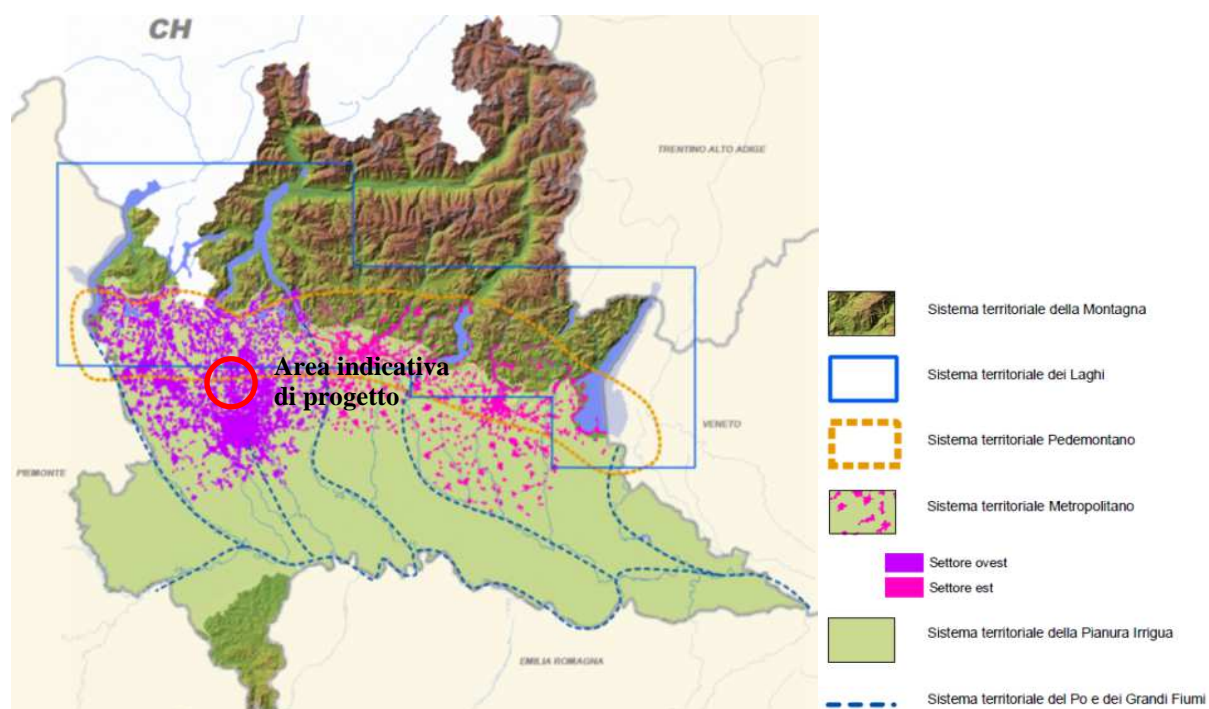 CH
TRENTINO ALTO ADIGE
Area indicativa
di progetto
VENETO
PIEMONTE
EMILIA ROMAGNA
Sistema territoriale della Montagna
Sistema territoriale dei Laghi
Sistema territoriale Pedemontano
Sistema territoriale Metropolitano
Settore ovest
Settore est
Sistema territoriale della Pianura Irrigua
Sistema territoriale del Po e dei Grandi Fiumi